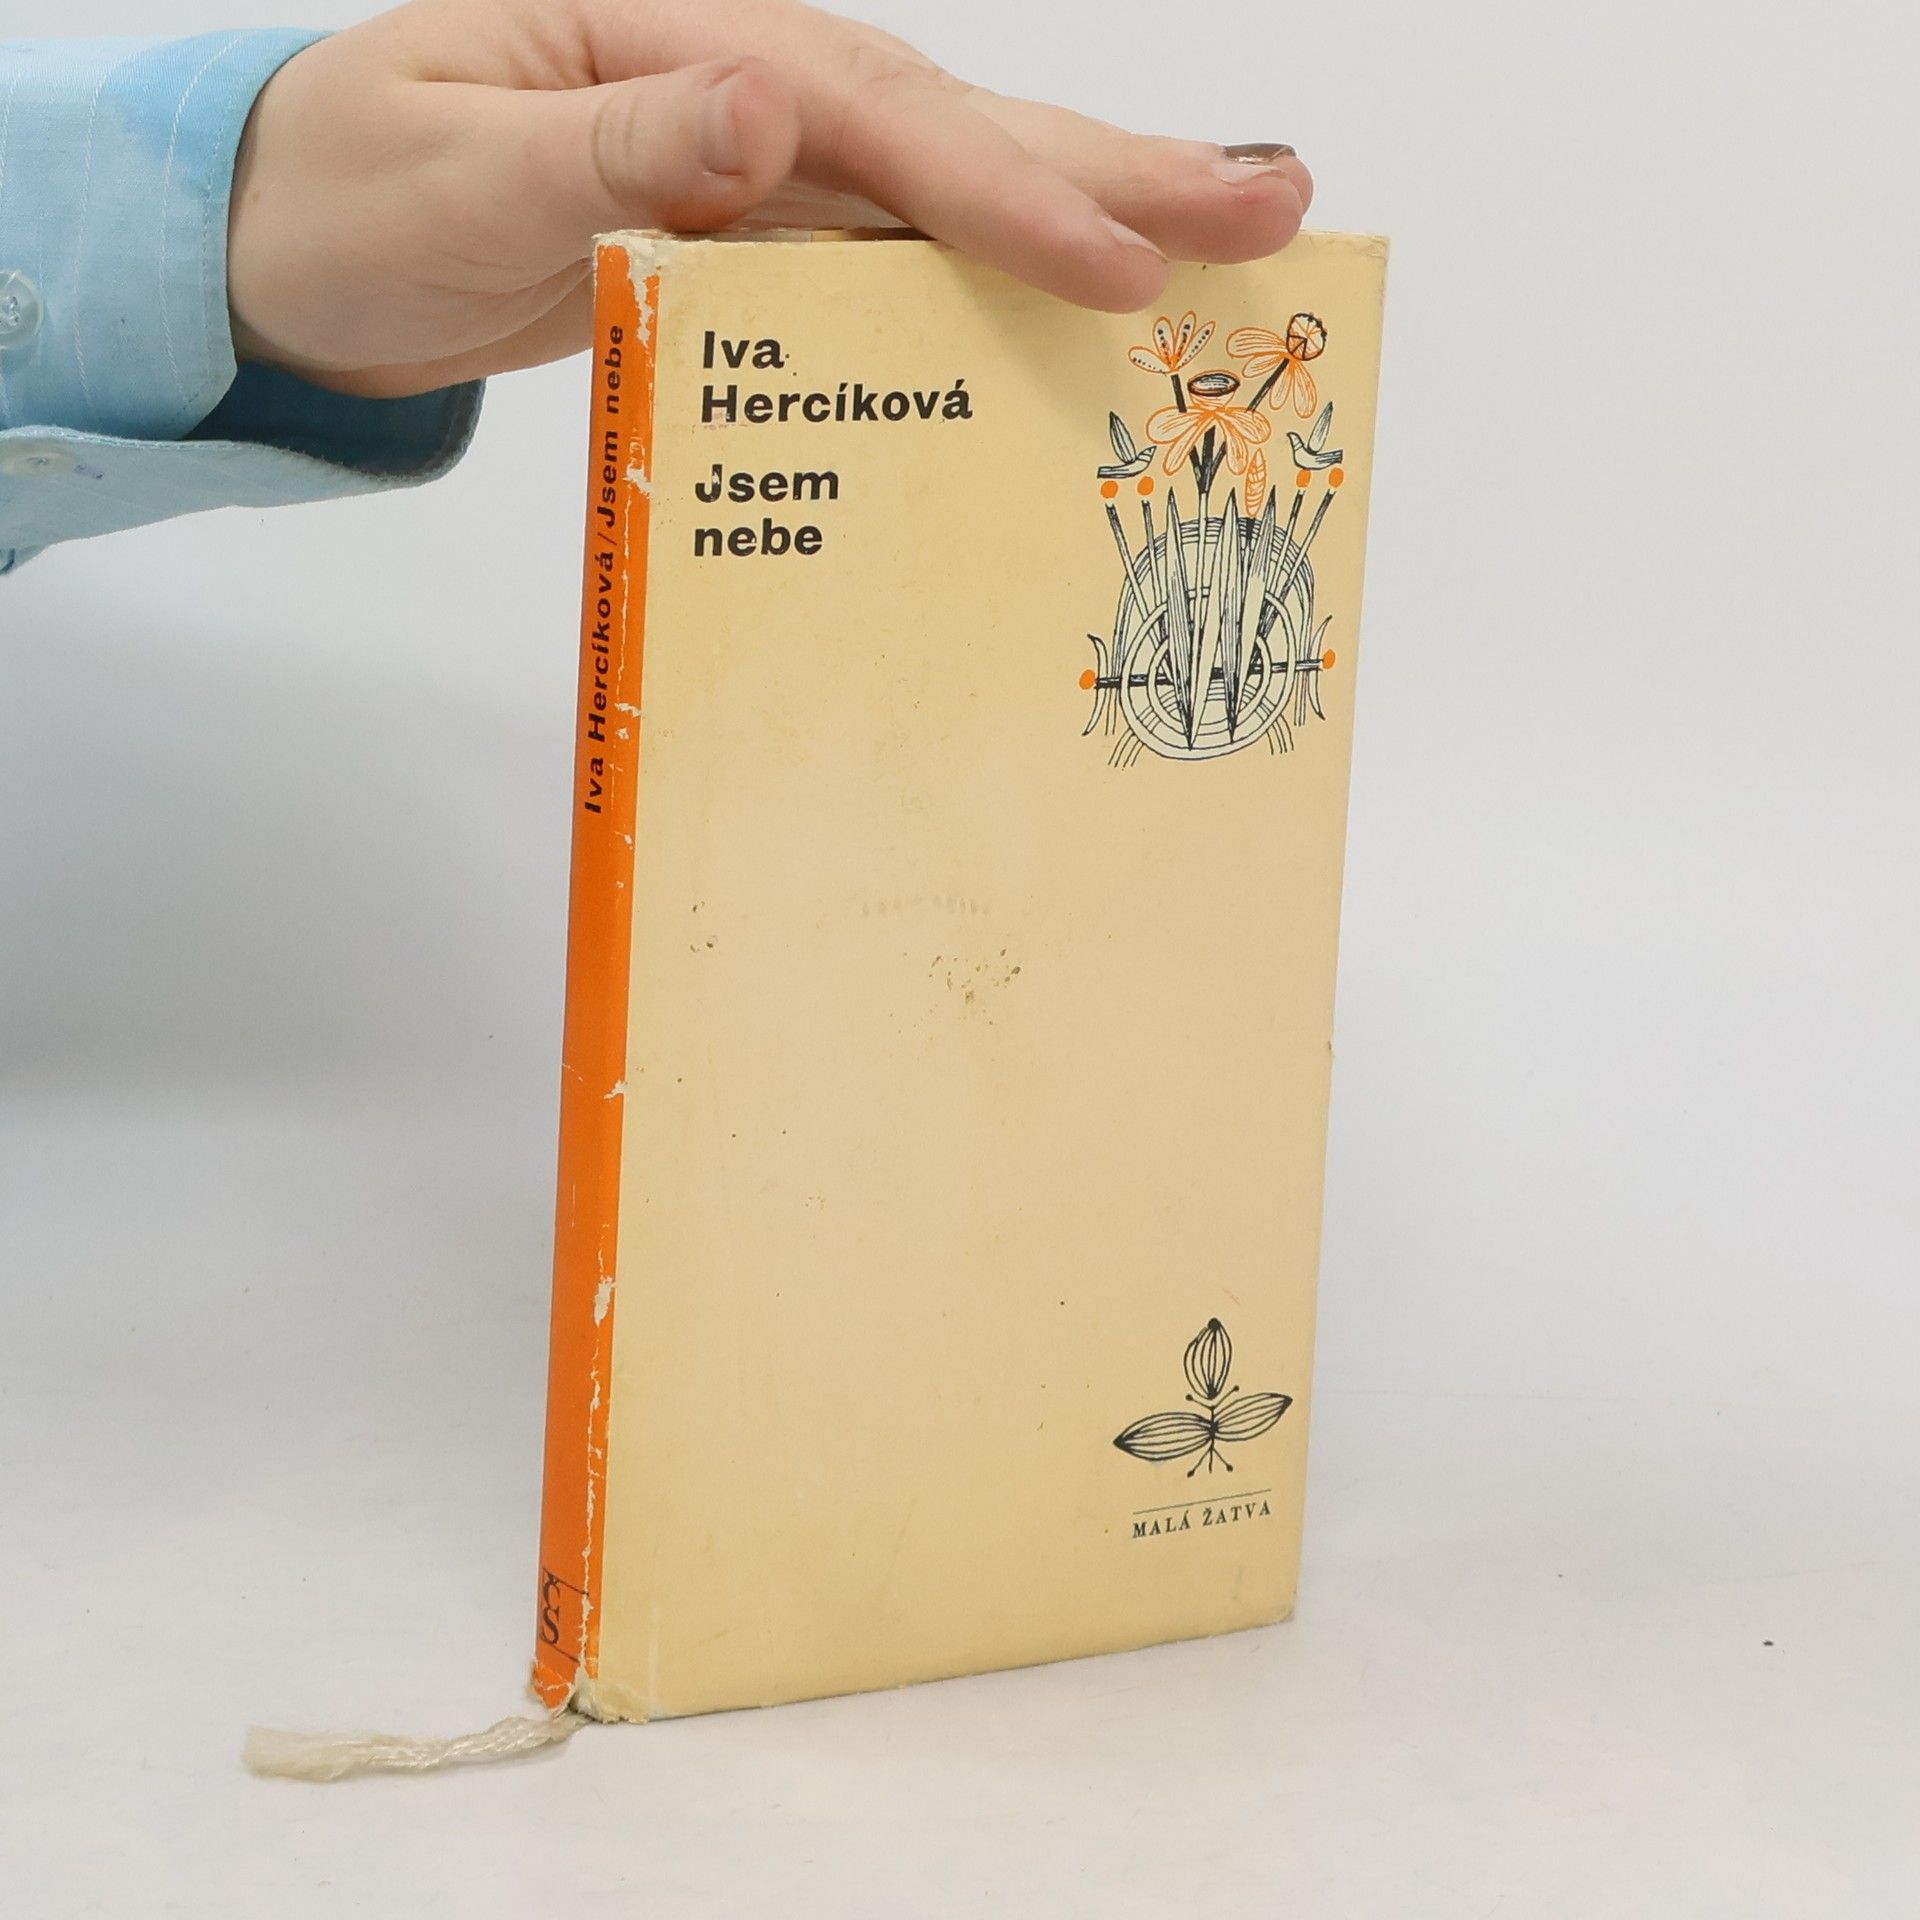 Iva
Hercíková
Jsem
nebe
Iva Hercíková/Jsem nebe
MALÁ ŽATVA
ČS